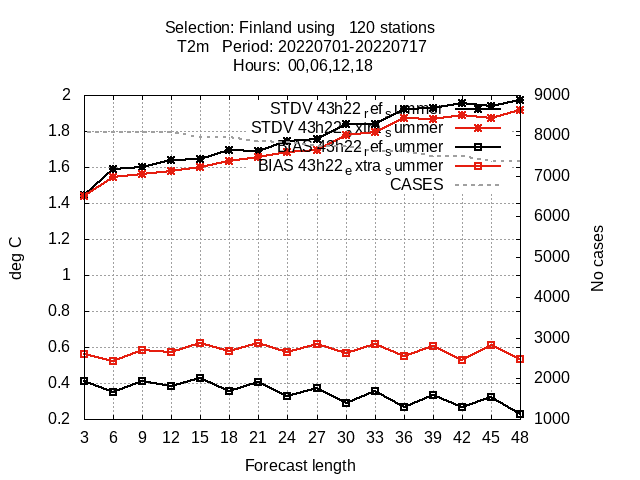 Selection: Finland using 120 stations
T2m Period: 20220701-20220717
Hours: 00,06,12,18
STDV 43h22_ref_summer
STDV 43h22_extra_summer
BIAS 43h22_ref_summer
BIAS 43h22_extra_summer
CASES
deg C
2
1.8
1.6
1.4
1.2
1
0.8
0.6
0.4
0.2
9000
8000
7000
6000
5000
4000
3000
2000
1000
No cases
3 6 9 12 15 18 21 24 27 30 33 36 39 42 45 48
Forecast length